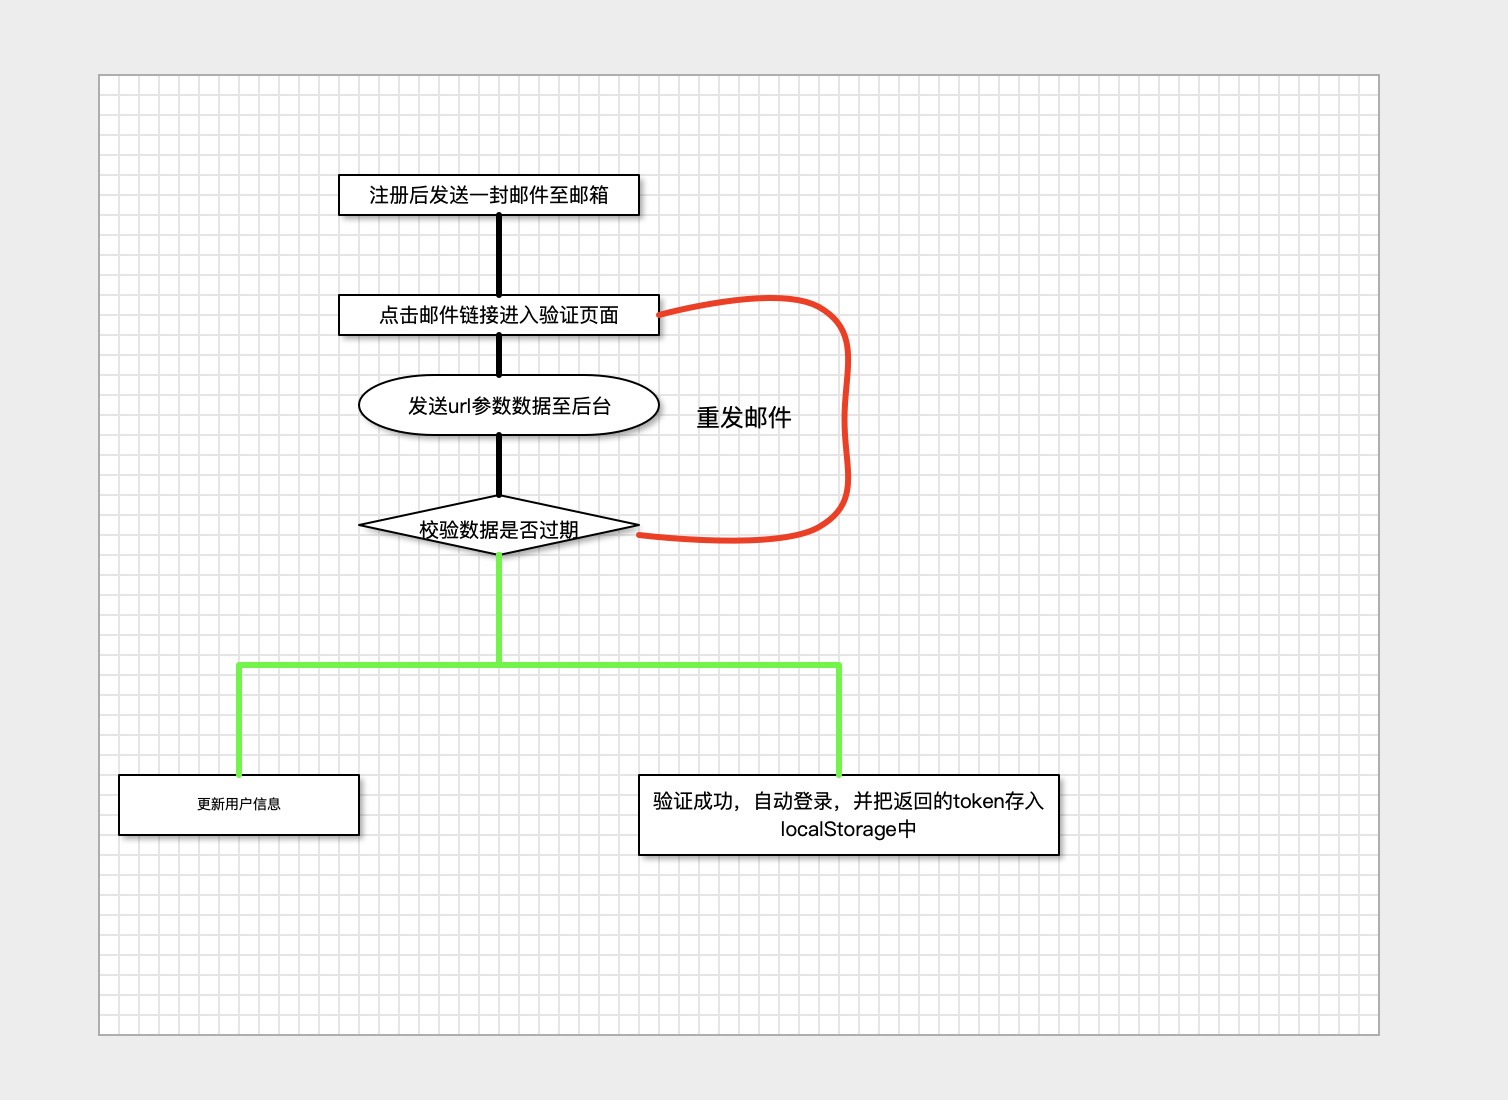 注册后发送一封邮件至邮箱
点击邮件链接进入验证页面
发送url参数数据至后台
重发邮件
校验数据是否过期
更新用户信息
验证成功，自动登录，并把返回的token存入
localStorage中